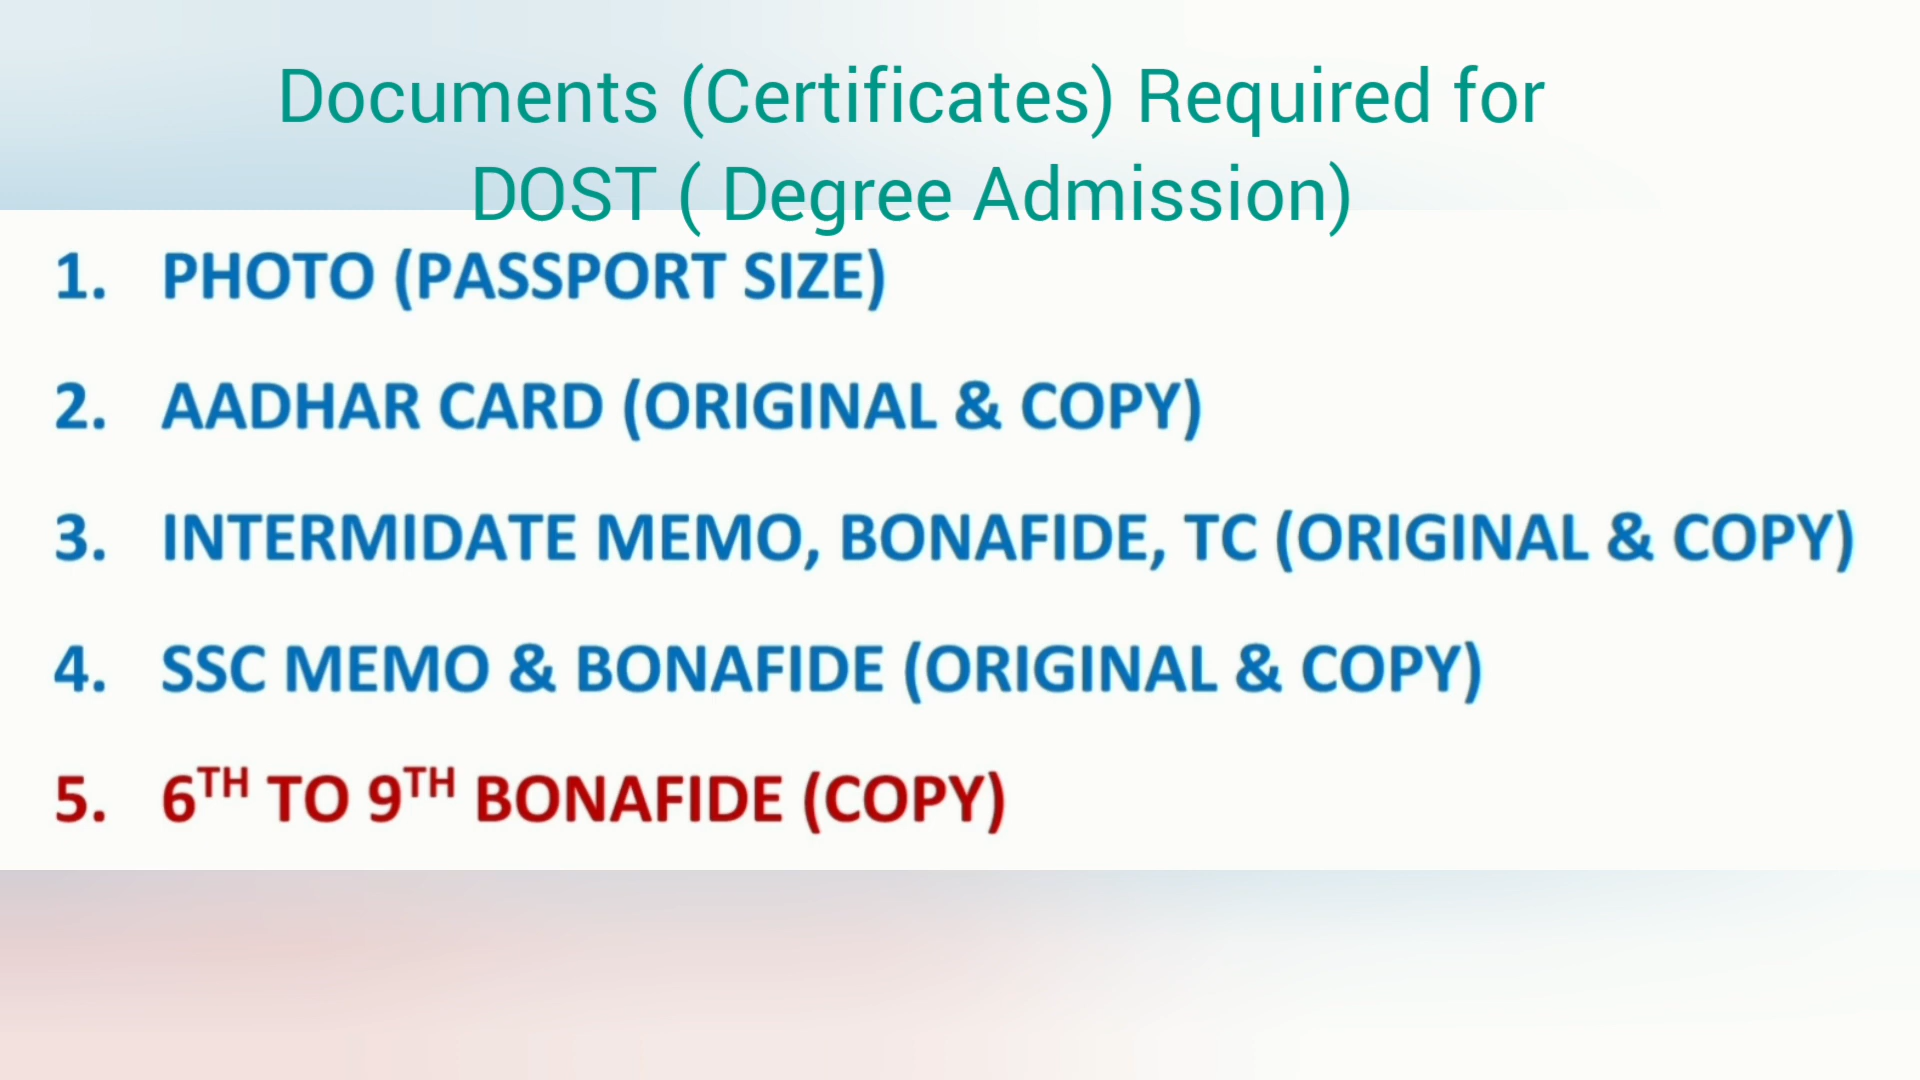 Documents (Certificates) Required for
DOST ( Degree Admission)
1. PHOTO (PASSPORT SIZE)
2. AADHAR CARD (ORIGINAL & COPY)
3. INTERMIDATE MEMO, BONAFIDE, TC (ORIGINAL & COPY)
4. SSC MEMO & BONAFIDE (ORIGINAL & COPY)
5. 6TH TO 9TH BONAFIDE (COPY)